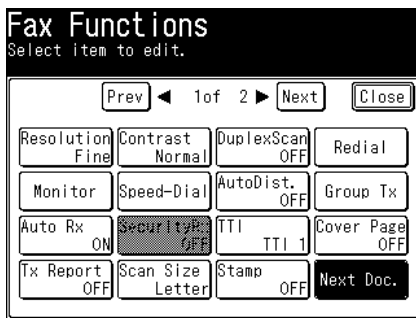 Fax Functions
Select item to edit.
Prev ◀ 1of 2 ▶ Next Close
Resolution Fine
Contrast Normal
DuplexScan OFF
Redial
Monitor
Speed-Dial
AutoDist. OFF
Group Tx
Auto Rx ON
SecurityR: OFF
TTI TTI 1
Cover Page OFF
Tx Report OFF
Scan Size Letter
Stamp OFF
Next Doc.